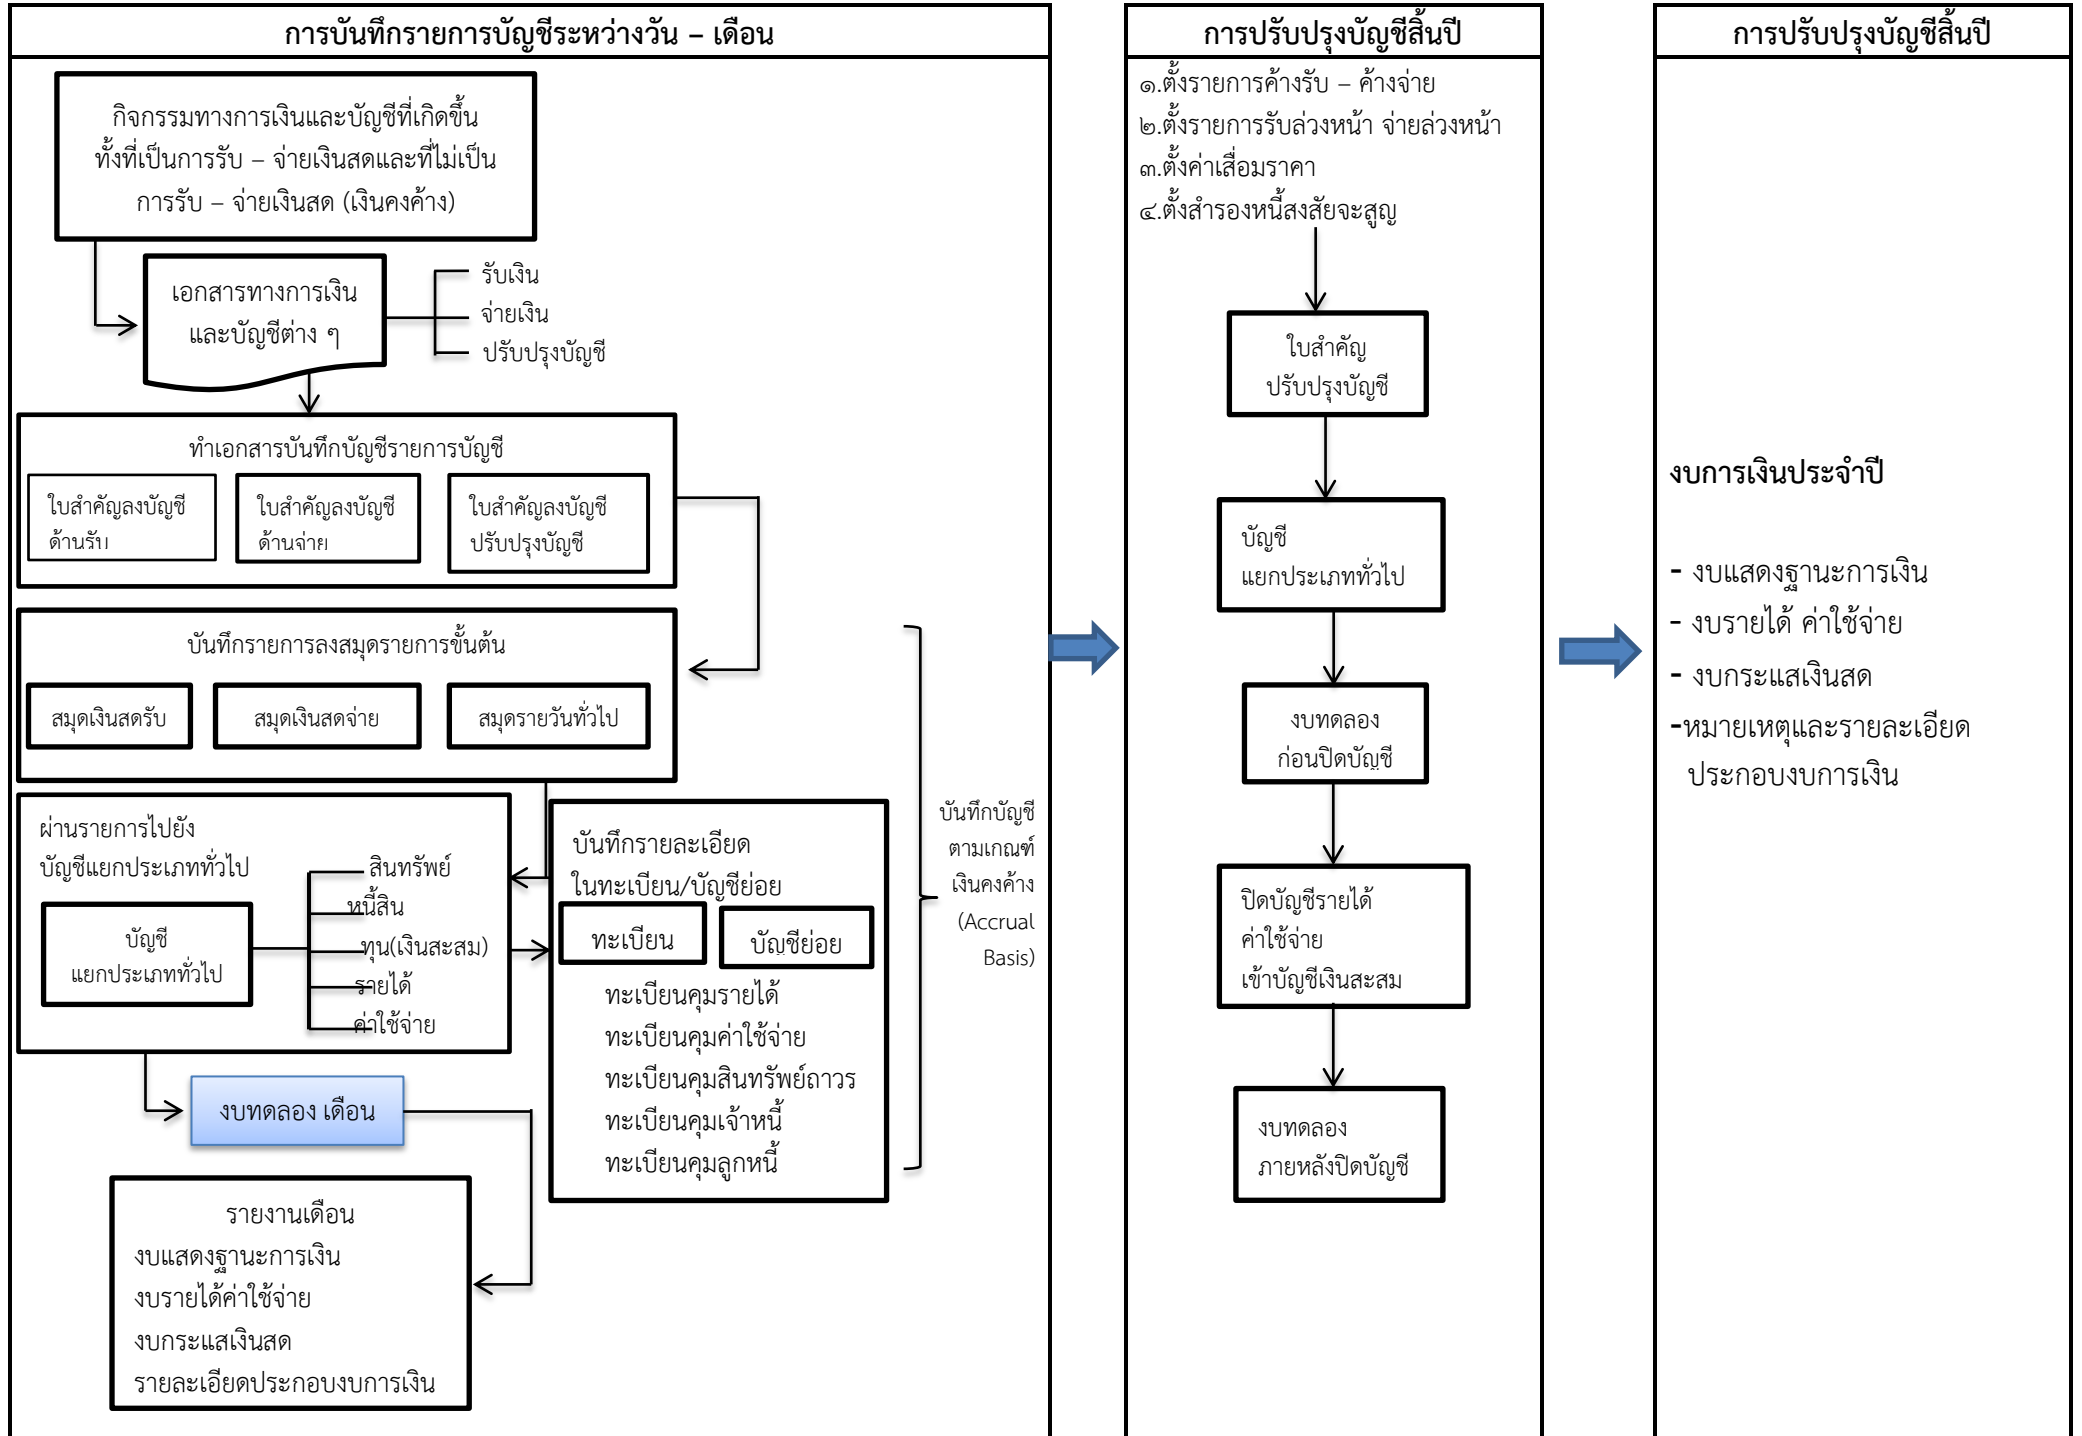 การบันทึกรายการบัญชีระหว่างวัน – เดือน
กิจกรรมทางการเงินและบัญชีที่เกิดขึ้น
ทั้งที่เป็นการรับ – จ่ายเงินสดและที่ไม่เป็น
การรับ – จ่ายเงินสด (เงินคงค้าง)
เอกสารทางการเงิน
และบัญชีต่าง ๆ
รับเงิน
จ่ายเงิน
ปรับปรุงบัญชี
ทำเอกสารบันทึกบัญชีรายการบัญชี
ใบสำคัญลงบัญชี
ด้านรับ
ใบสำคัญลงบัญชี
ด้านจ่าย
ใบสำคัญลงบัญชี
ปรับปรุงบัญชี
บันทึกรายการลงสมุดรายการขั้นต้น
สมุดเงินสดรับ
สมุดเงินสดจ่าย
สมุดรายวันทั่วไป
ผ่านรายการไปยัง
บัญชีแยกประเภททั่วไป
บัญชี
แยกประเภททั่วไป
สินทรัพย์
หนี้สิน
ทุน(เงินสะสม)
รายได้
ค่าใช้จ่าย
บันทึกรายละเอียด
ในทะเบียน/บัญชีย่อย
ทะเบียน
บัญชีย่อย
ทะเบียนคุมรายได้
ทะเบียนคุมค่าใช้จ่าย
ทะเบียนคุมสินทรัพย์ถาวร
ทะเบียนคุมเจ้าหนี้
ทะเบียนคุมลูกหนี้
บันทึกบัญชี
ตามเกณฑ์
เงินคงค้าง
(Accrual
Basis)
งบทดลอง เดือน
รายงานเดือน
งบแสดงฐานะการเงิน
งบรายได้ค่าใช้จ่าย
งบกระแสเงินสด
รายละเอียดประกอบงบการเงิน
การปรับปรุงบัญชีสิ้นปี
๑.ตั้งรายการค้างรับ – ค้างจ่าย
๒.ตั้งรายการรับล่วงหน้า จ่ายล่วงหน้า
๓.ตั้งค่าเสื่อมราคา
๔.ตั้งสำรองหนี้สงสัยจะสูญ
ใบสำคัญ
ปรับปรุงบัญชี
บัญชี
แยกประเภททั่วไป
งบทดลอง
ก่อนปิดบัญชี
ปิดบัญชีรายได้
ค่าใช้จ่าย
เข้าบัญชีเงินสะสม
งบทดลอง
ภายหลังปิดบัญชี
การปรับปรุงบัญชีสิ้นปี
งบการเงินประจำปี
- งบแสดงฐานะการเงิน
- งบรายได้ ค่าใช้จ่าย
- งบกระแสเงินสด
-หมายเหตุและรายละเอียด
ประกอบงบการเงิน